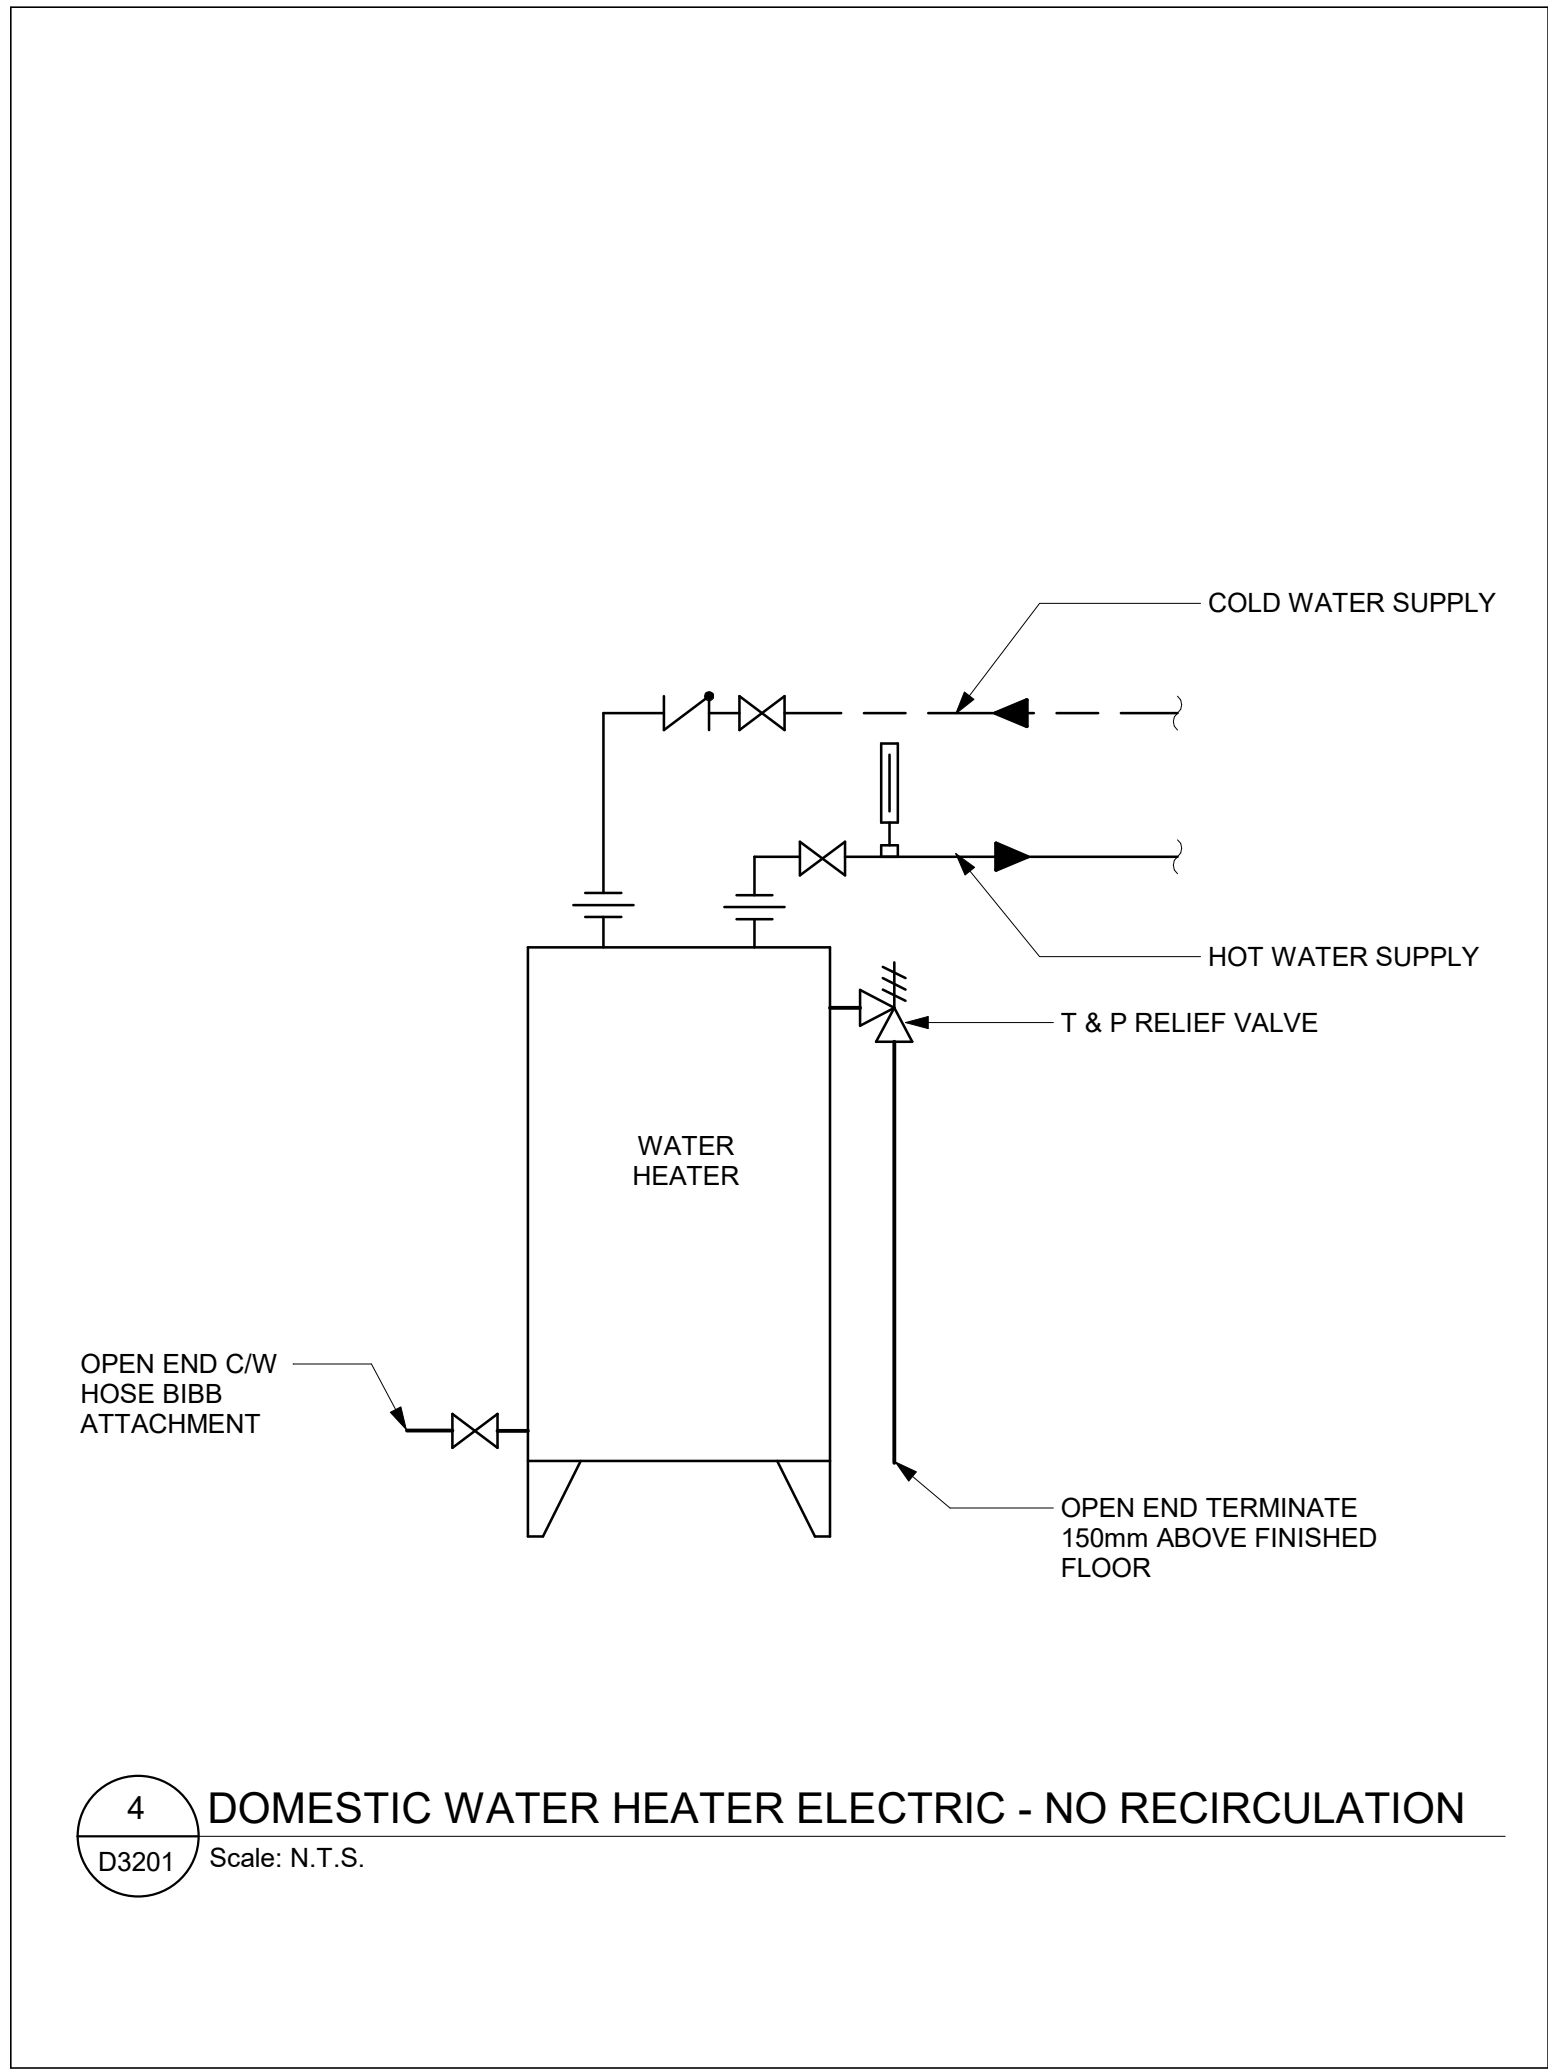 COLD WATER SUPPLY
HOT WATER SUPPLY
T & P RELIEF VALVE
WATER
HEATER
OPEN END C/W
HOSE BIBB
ATTACHMENT
OPEN END TERMINATE
150mm ABOVE FINISHED
FLOOR
4
DOMESTIC WATER HEATER ELECTRIC - NO RECIRCULATION
D3201
Scale: N.T.S.